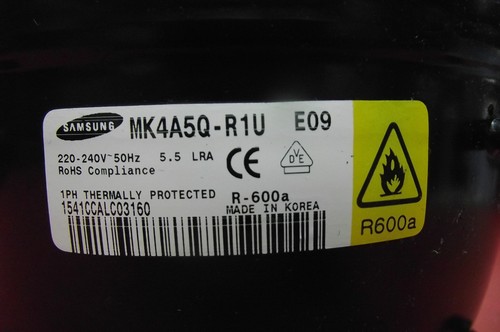 SAMSUNG MK4A5Q-R1U E09
220-240V~50Hz 5.5 LRA
RoHS Compliance
CE
VDE
1PH THERMALLY PROTECTED R-600a
1541CCALC03160 MADE IN KOREA
R600a